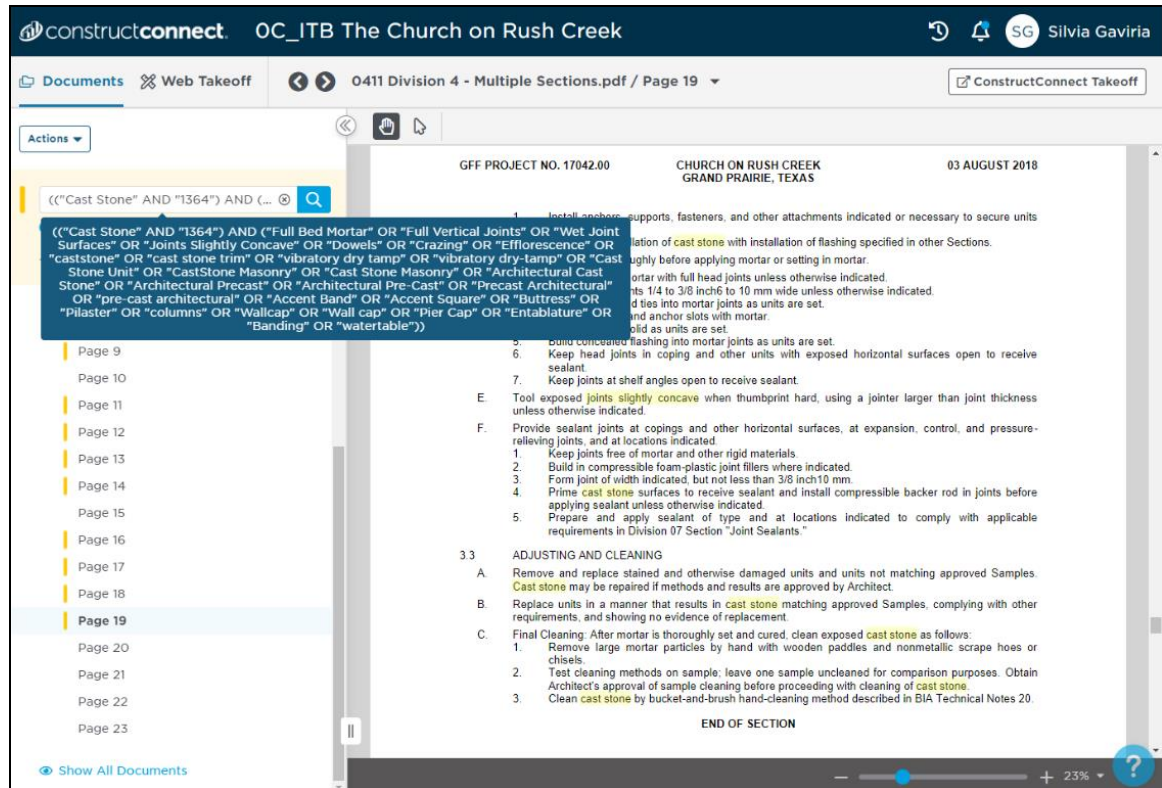 constructconnect. OC_ITB The Church on Rush Creek SG Silvia Gaviria
Documents Web Takeoff 0411 Division 4 - Multiple Sections.pdf / Page 19 ConstructConnect Takeoff
Actions
(("Cast Stone" AND "1364") AND (...
(("Cast Stone" AND "1364") AND ("Full Bed Mortar" OR "Full Vertical Joints" OR "Wet Joint
Surfaces" OR "Joints Slightly Concave" OR "Dowels" OR "Crazing" OR "Efflorescence" OR
"caststone" OR "cast stone trim" OR "vibratory dry tamp" OR "vibratory dry-tamp" OR "Cast
Stone Unit" OR "CastStone Masonry" OR "Cast Stone Masonry" OR "Architectural Cast
Stone" OR "Architectural Precast" OR "Architectural Pre-Cast" OR "Precast Architectural"
OR "pre-cast architectural" OR "Accent Band" OR "Accent Square" OR "Buttress" OR
"Pilaster" OR "columns" OR "Wallcap" OR "Wall cap" OR "Pier Cap" OR "Entablature" OR
"Banding" OR "watertable"))
Page 9
Page 10
Page 11
Page 12
Page 13
Page 14
Page 15
Page 16
Page 17
Page 18
Page 19
Page 20
Page 21
Page 22
Page 23
Show All Documents
GFF PROJECT NO. 17042.00 CHURCH ON RUSH CREEK 03 AUGUST 2018
GRAND PRAIRIE, TEXAS
1. Install anchors, supports, fasteners, and other attachments indicated or necessary to secure units
of cast stone with installation of flashing specified in other Sections.
before applying mortar or setting in mortar.
with full head joints unless otherwise indicated.
1/4 to 3/8 inch6 to 10 mm wide unless otherwise indicated.
ties into mortar joints as units are set.
and anchor slots with mortar.
as units are set.
5. Build concealed flashing into mortar joints as units are set.
6. Keep head joints in coping and other units with exposed horizontal surfaces open to receive
sealant.
7. Keep joints at shelf angles open to receive sealant.
E. Tool exposed joints slightly concave when thumbprint hard, using a jointer larger than joint thickness
unless otherwise indicated.
F. Provide sealant joints at copings and other horizontal surfaces, at expansion, control, and pressure-
relieving joints, and at locations indicated.
1. Keep joints free of mortar and other rigid materials.
2. Build in compressible foam-plastic joint fillers where indicated.
3. Form joint of width indicated, but not less than 3/8 inch10 mm.
4. Prime cast stone surfaces to receive sealant and install compressible backer rod in joints before
applying sealant unless otherwise indicated.
5. Prepare and apply sealant of type and at locations indicated to comply with applicable
requirements in Division 07 Section "Joint Sealants."
3.3 ADJUSTING AND CLEANING
A. Remove and replace stained and otherwise damaged units and units not matching approved Samples.
Cast stone may be repaired if methods and results are approved by Architect.
B. Replace units in a manner that results in cast stone matching approved Samples, complying with other
requirements, and showing no evidence of replacement.
C. Final Cleaning: After mortar is thoroughly set and cured, clean exposed cast stone as follows:
1. Remove large mortar particles by hand with wooden paddles and nonmetallic scrape hoes or
chisels.
2. Test cleaning methods on sample; leave one sample uncleaned for comparison purposes. Obtain
Architect's approval of sample cleaning before proceeding with cleaning of cast stone.
3. Clean cast stone by bucket-and-brush hand-cleaning method described in BIA Technical Notes 20.
END OF SECTION
23%
?